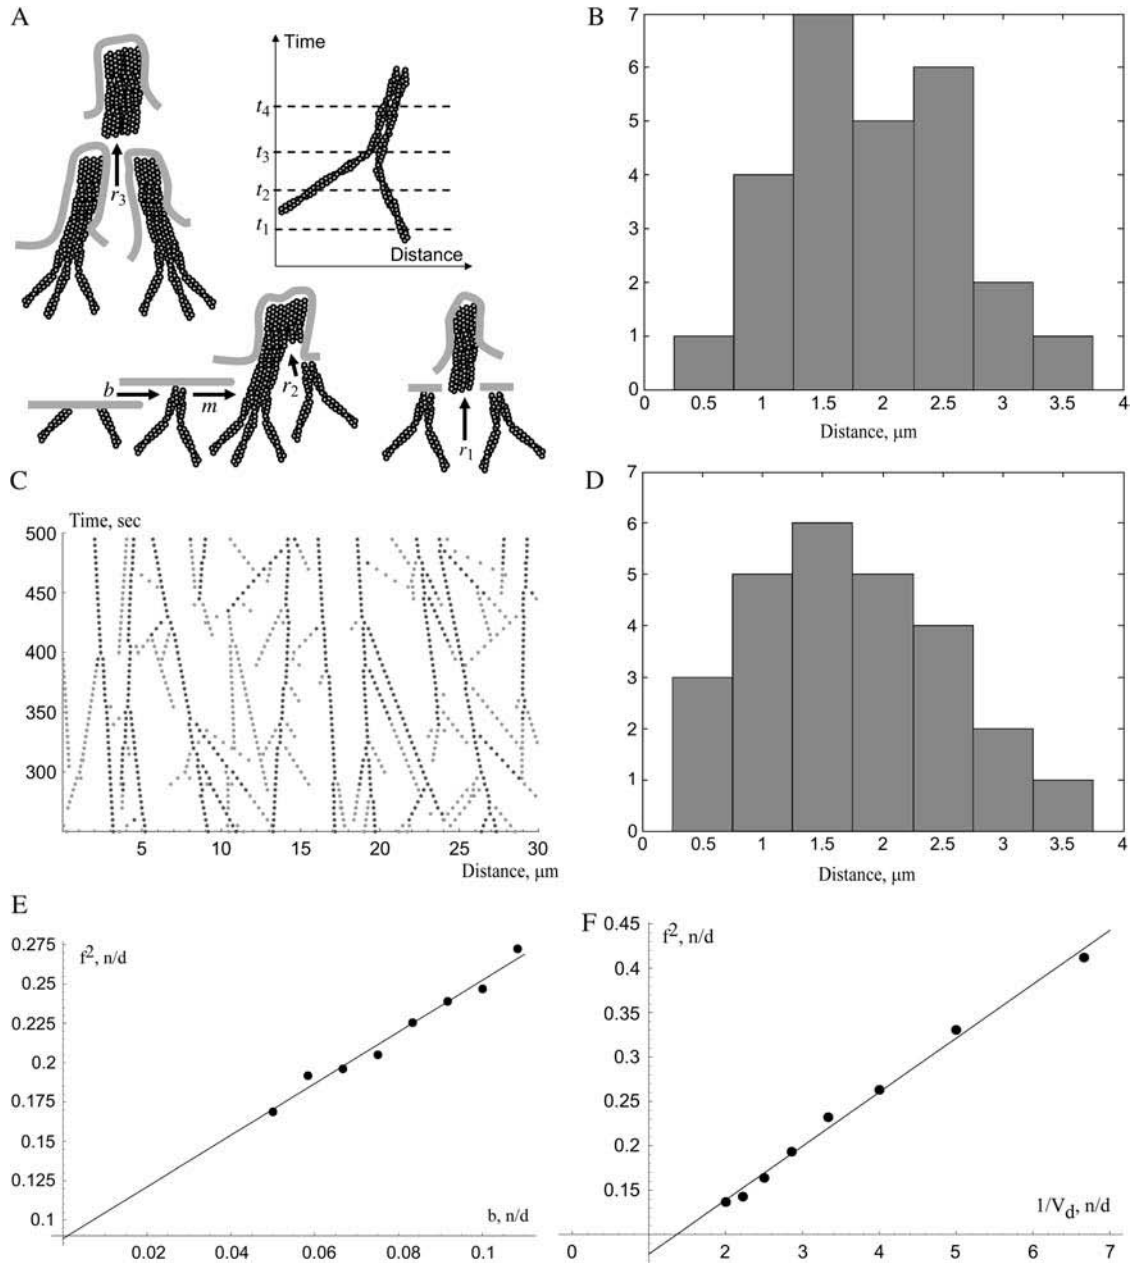 A
Time
t4
t3
t2
t1
Distance
r3
b
m
r2
r1
B
7
6
5
4
3
2
1
0
0 0.5 1 1.5 2 2.5 3 3.5 4
Distance, μm
C
Time, sec
500
450
400
350
300
5 10 15 20 25 30
Distance, μm
D
7
6
5
4
3
2
1
0
0 0.5 1 1.5 2 2.5 3 3.5 4
Distance, μm
E
f², n/d
0.275
0.25
0.225
0.2
0.175
0.15
0.125
0.1
b, n/d
0.02 0.04 0.06 0.08 0.1
F
f², n/d
0.45
0.4
0.35
0.3
0.25
0.2
0.15
1/Vd, n/d
0 2 3 4 5 6 7